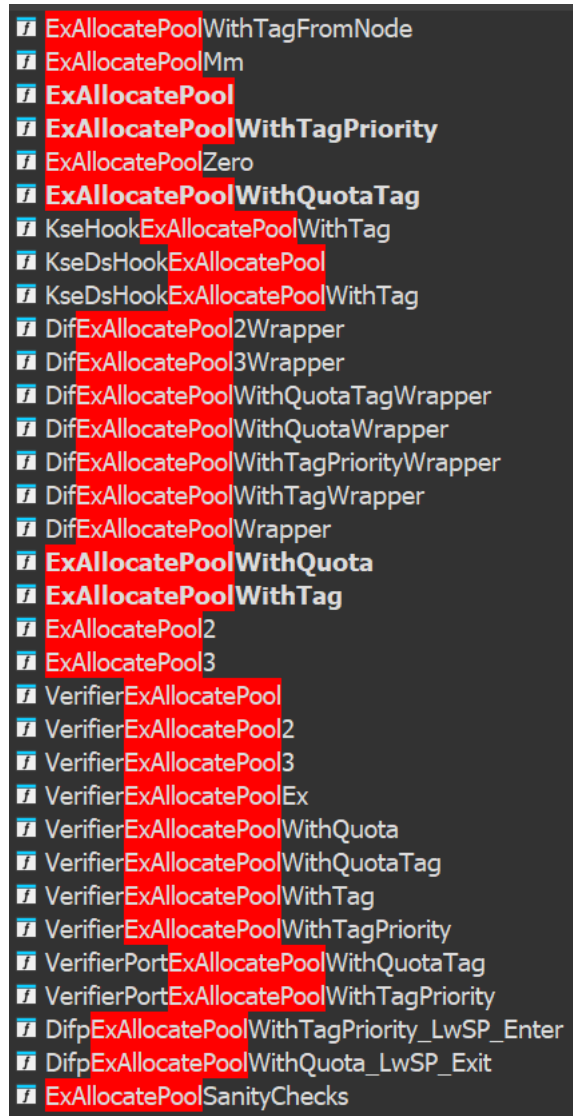 ExAllocatePoolWithTagFromNode
ExAllocatePoolMm
ExAllocatePool
ExAllocatePoolWithTagPriority
ExAllocatePoolZero
ExAllocatePoolWithQuotaTag
KseHookExAllocatePoolWithTag
KseDsHookExAllocatePool
KseDsHookExAllocatePoolWithTag
DifExAllocatePool2Wrapper
DifExAllocatePool3Wrapper
DifExAllocatePoolWithQuotaTagWrapper
DifExAllocatePoolWithQuotaWrapper
DifExAllocatePoolWithTagPriorityWrapper
DifExAllocatePoolWithTagWrapper
DifExAllocatePoolWrapper
ExAllocatePoolWithQuota
ExAllocatePoolWithTag
ExAllocatePool2
ExAllocatePool3
VerifierExAllocatePool
VerifierExAllocatePool2
VerifierExAllocatePool3
VerifierExAllocatePoolEx
VerifierExAllocatePoolWithQuota
VerifierExAllocatePoolWithQuotaTag
VerifierExAllocatePoolWithTag
VerifierExAllocatePoolWithTagPriority
VerifierPortExAllocatePoolWithQuotaTag
VerifierPortExAllocatePoolWithTagPriority
DifpExAllocatePoolWithTagPriority_LwSP_Enter
DifpExAllocatePoolWithQuota_LwSP_Exit
ExAllocatePoolSanityChecks